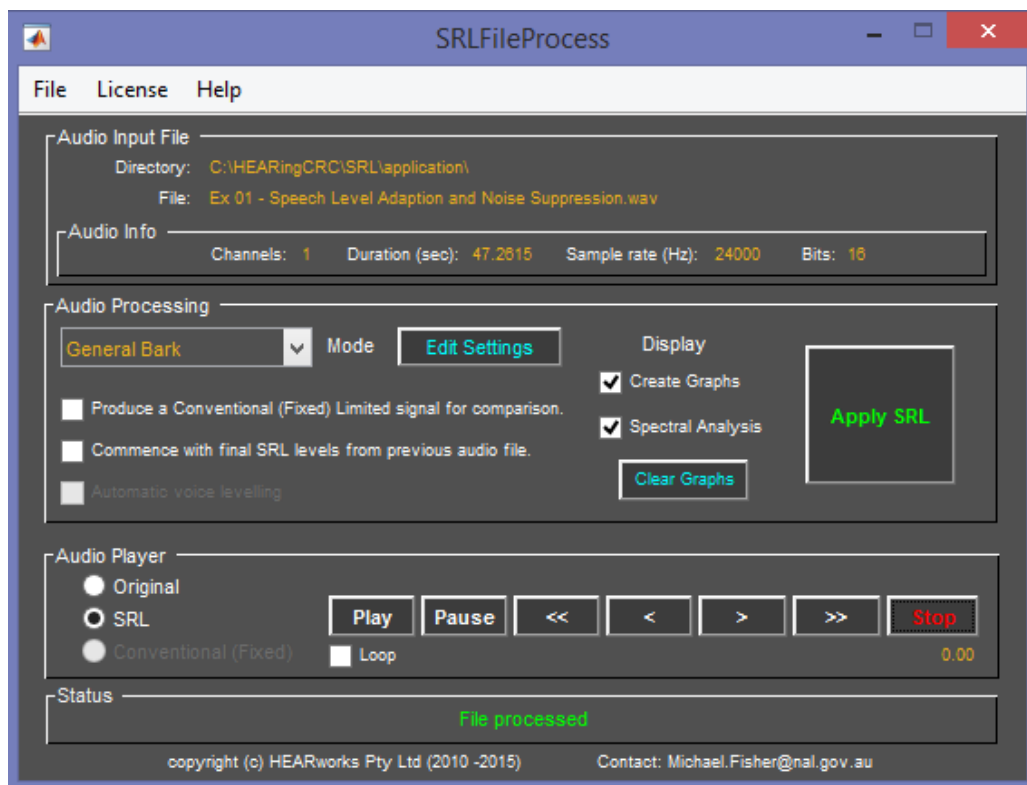 SRLFileProcess
File License Help
Audio Input File
Directory: C:\HEARingCRC\SRL\application\
File: Ex 01 - Speech Level Adaption and Noise Suppression.wav
Audio Info
Channels: 1 Duration (sec): 47.2615 Sample rate (Hz): 24000 Bits: 16
Audio Processing
General Bark Mode Edit Settings Display
Create Graphs
Produce a Conventional (Fixed) Limited signal for comparison.
Spectral Analysis
Apply SRL
Commence with final SRL levels from previous audio file.
Clear Graphs
Automatic voice levelling
Audio Player
Original
SRL
Play Pause << < > >> Stop
Conventional (Fixed)
Loop 0.00
Status
File processed
copyright (c) HEARworks Pty Ltd (2010 -2015) Contact: Michael.Fisher@nal.gov.au